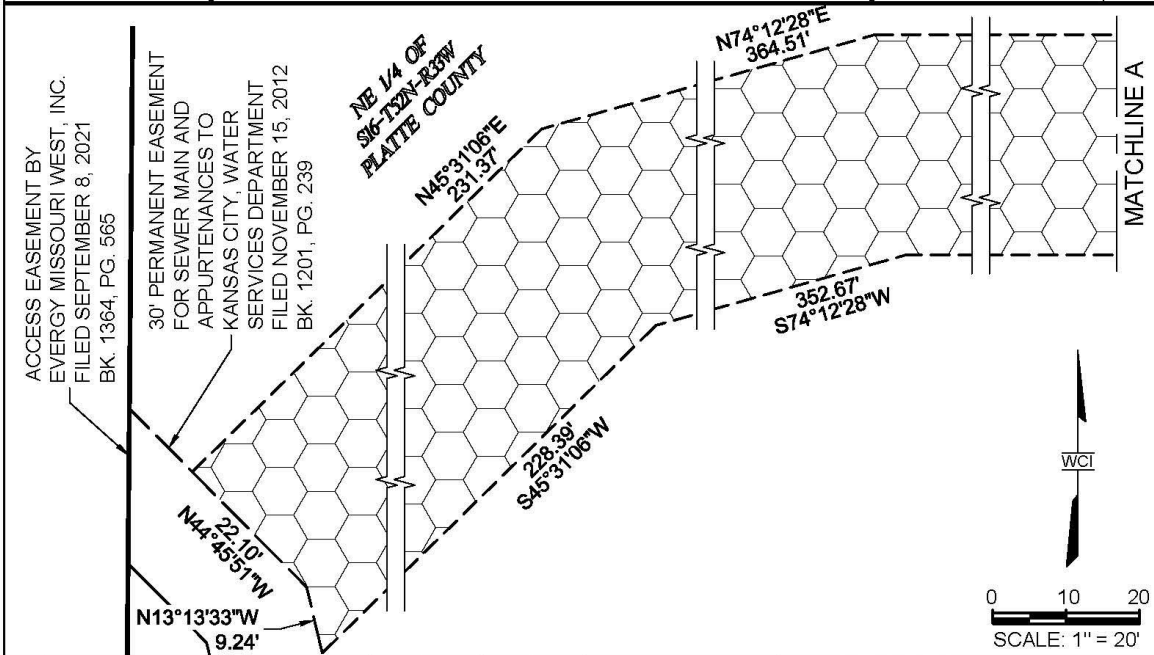 ACCESS EASEMENT BY
EVERGY MISSOURI WEST, INC.
FILED SEPTEMBER 8, 2021
BK. 1364, PG. 565
30' PERMANENT EASEMENT
FOR SEWER MAIN AND
APPURTENANCES TO
KANSAS CITY, WATER
SERVICES DEPARTMENT
FILED NOVEMBER 15, 2012
BK. 1201, PG. 239
NE 1/4 OF
S16-T52N-R33W
PLATTE COUNTY
N45°31'06"E
231.37'
N74°12'28"E
364.51'
MATCHLINE A
352.67'
S74°12'28"W
228.39'
S45°31'06"W
22.10'
N44°45'51"W
N13°13'33"W
9.24'
WCI
0 10 20
SCALE: 1" = 20'